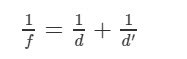 1/f = 1/d + 1/d′